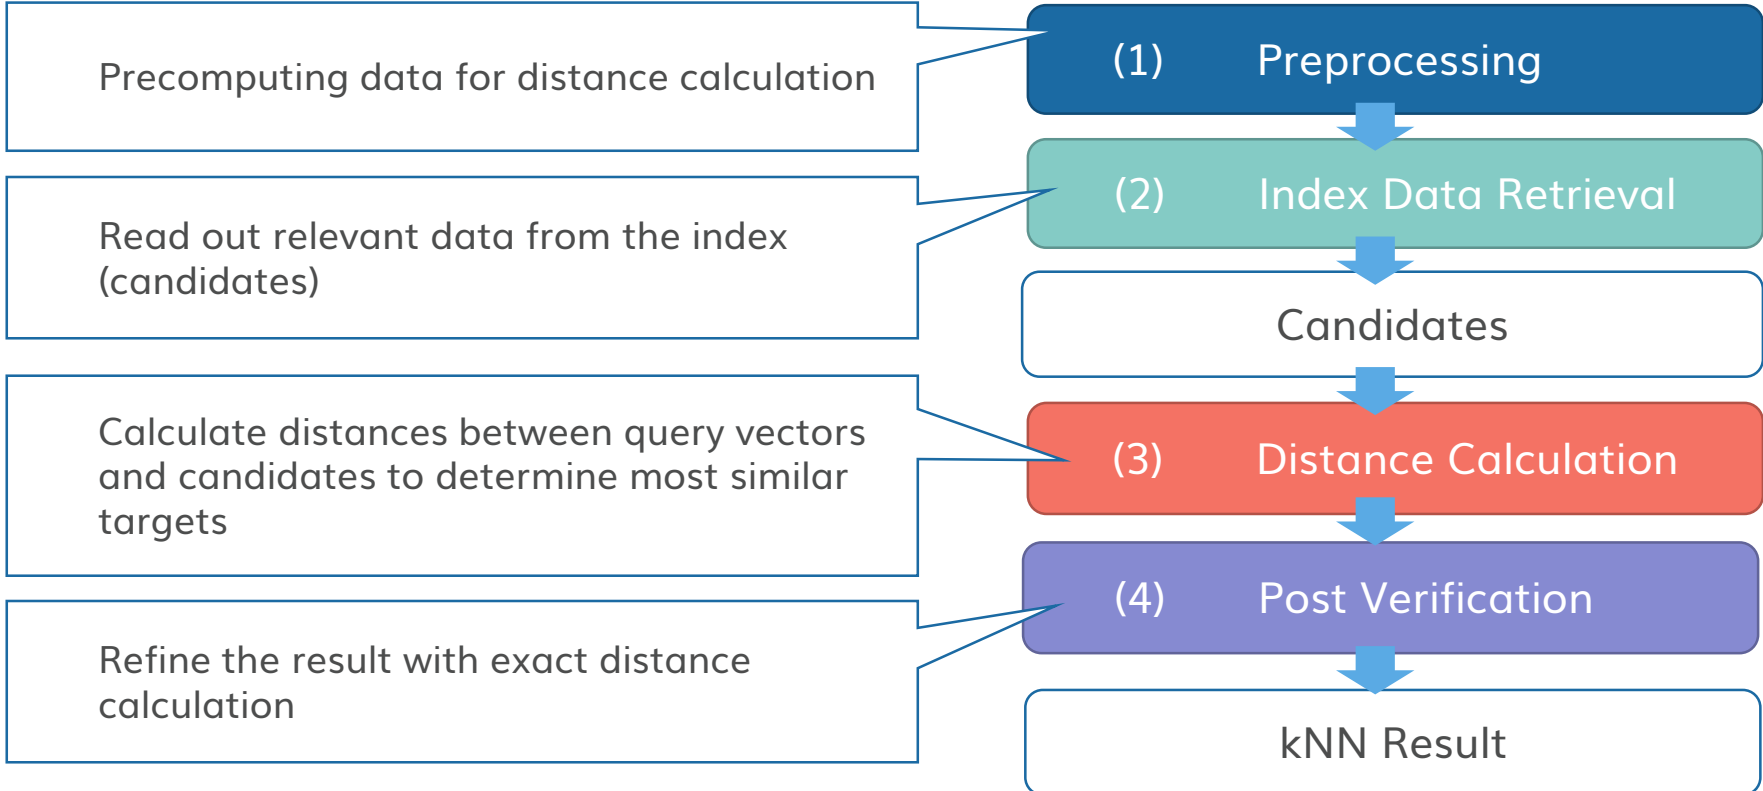 Precomputing data for distance calculation
(1) Preprocessing
Read out relevant data from the index
(candidates)
(2) Index Data Retrieval
Candidates
Calculate distances between query vectors
and candidates to determine most similar
targets
(3) Distance Calculation
Refine the result with exact distance
calculation
(4) Post Verification
kNN Result